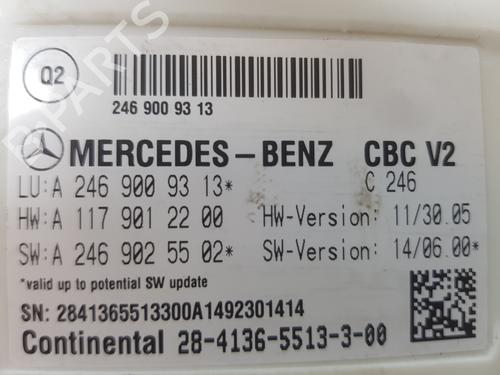 Q2
246 900 93 13
MERCEDES-BENZ CBC V2
LU: A 246 900 93 13* C 246
HW: A 117 901 22 00 HW-Version: 11/30.05
SW: A 246 902 55 02* SW-Version: 14/06.00*
*valid up to potential SW update
SN: 2841365513300A1492301414
Continental 28-4136-5513-3-00
B-PARTS